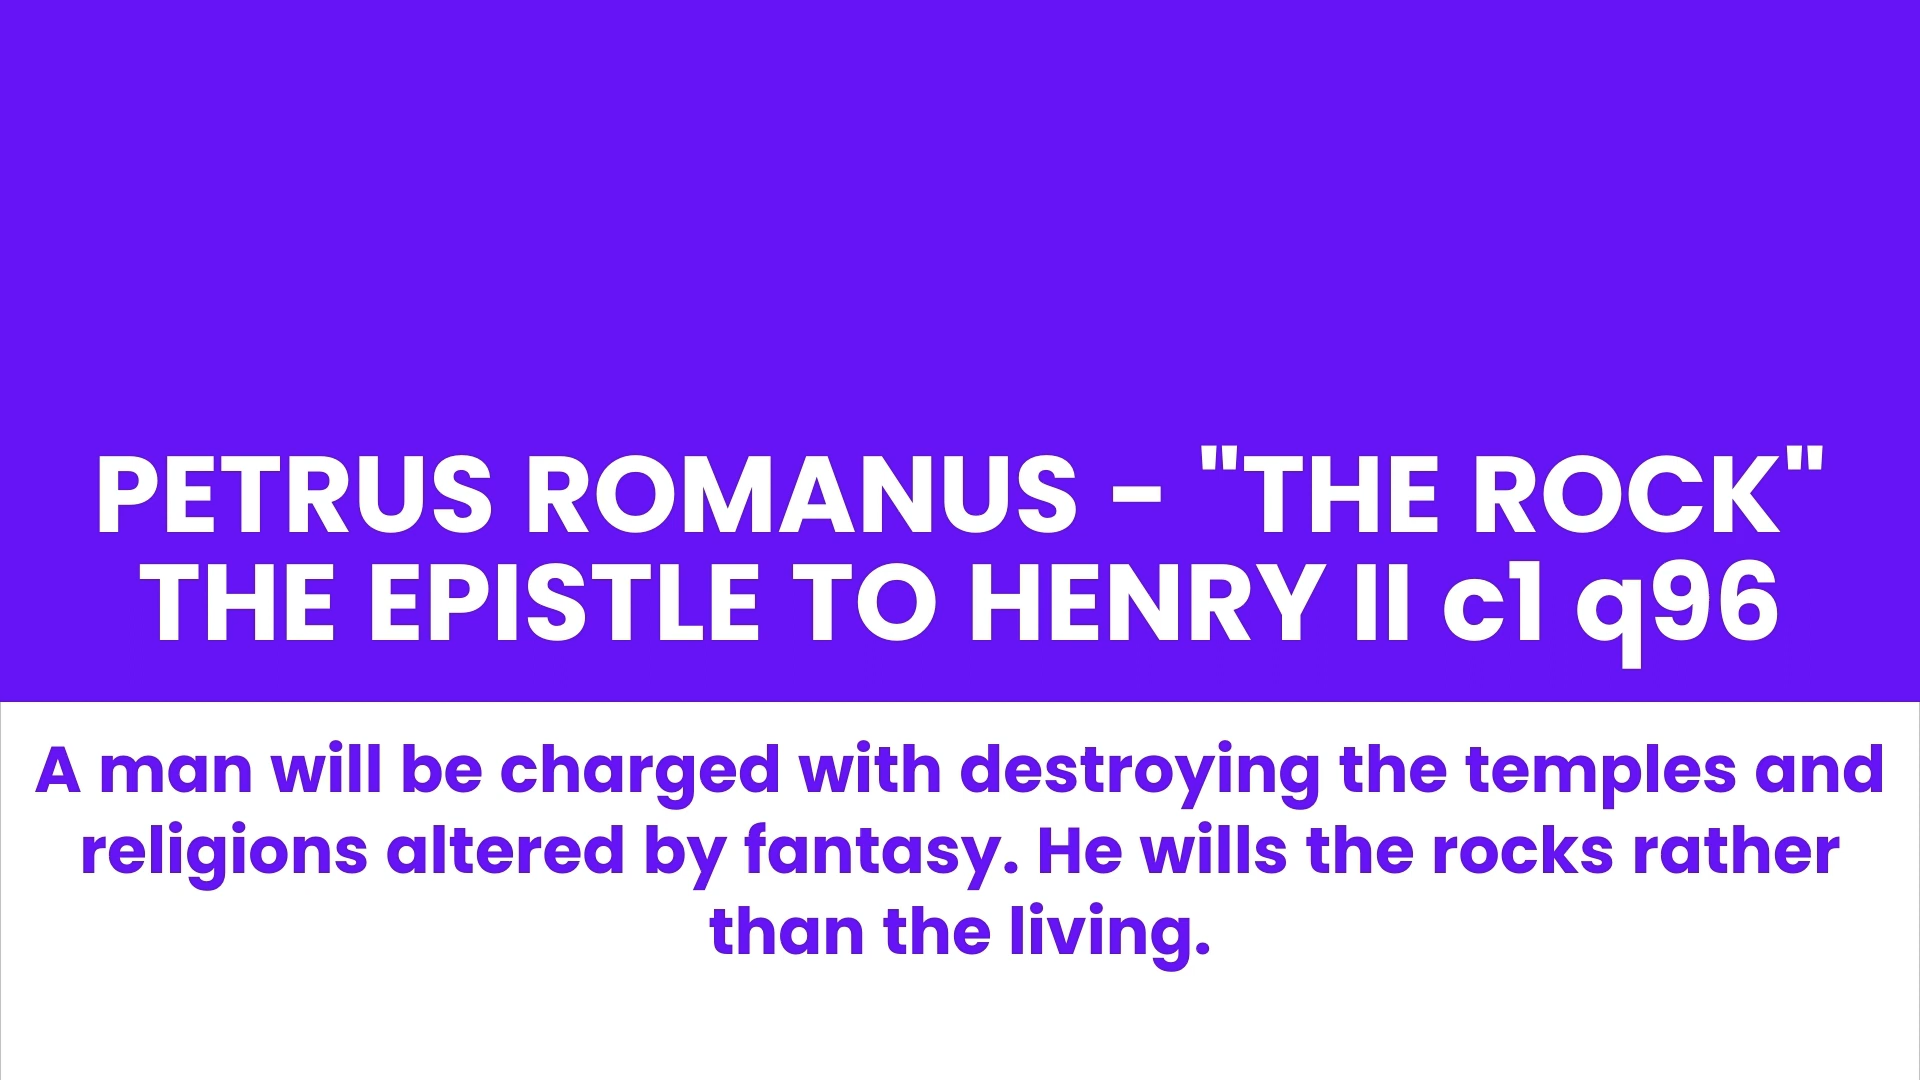 PETRUS ROMANUS - "THE ROCK"
THE EPISTLE TO HENRY II c1 q96
A man will be charged with destroying the temples and
religions altered by fantasy. He wills the rocks rather
than the living.